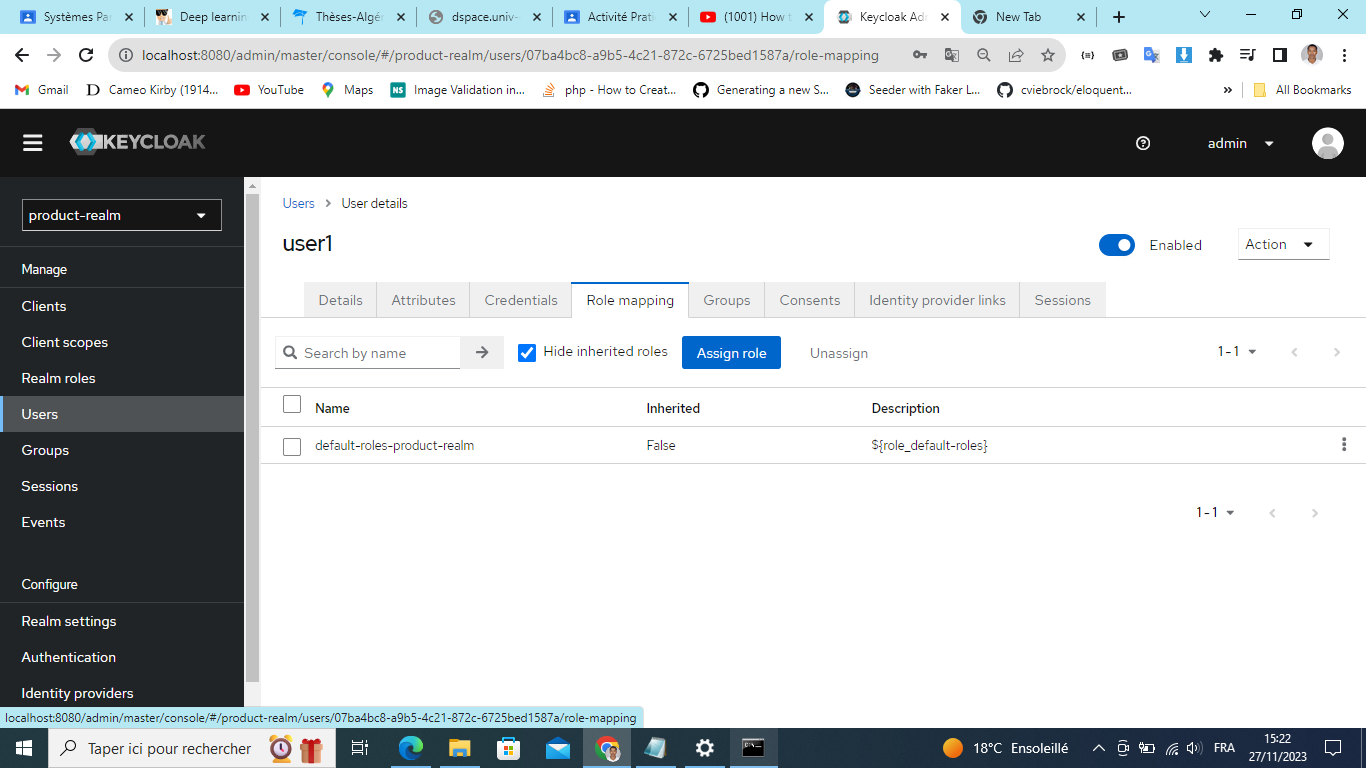 Systèmes Par
Deep learnin
Thèses-Algér
dspace.univ-
Activité Prati
(1001) How t
Keycloak Adm
New Tab
localhost:8080/admin/master/console/#/product-realm/users/07ba4bc8-a9b5-4c21-872c-6725bed1587a/role-mapping
Gmail
Cameo Kirby (1914...
YouTube
Maps
NS
Image Validation in...
php - How to Creat...
Generating a new S...
Seeder with Faker L...
cviebrock/eloquent...
»
All Bookmarks
KEYCLOAK
admin
product-realm
Manage
Clients
Client scopes
Realm roles
Users
Groups
Sessions
Events
Configure
Realm settings
Authentication
Identity providers
Users > User details
user1
Enabled
Action
Details
Attributes
Credentials
Role mapping
Groups
Consents
Identity provider links
Sessions
Search by name
Hide inherited roles
Assign role
Unassign
1 - 1
Name Inherited Description
default-roles-product-realm False ${role_default-roles}
1 - 1
localhost:8080/admin/master/console/#/product-realm/users/07ba4bc8-a9b5-4c21-872c-6725bed1587a/role-mapping
Taper ici pour rechercher
18°C Ensoleillé
FRA
15:22
27/11/2023